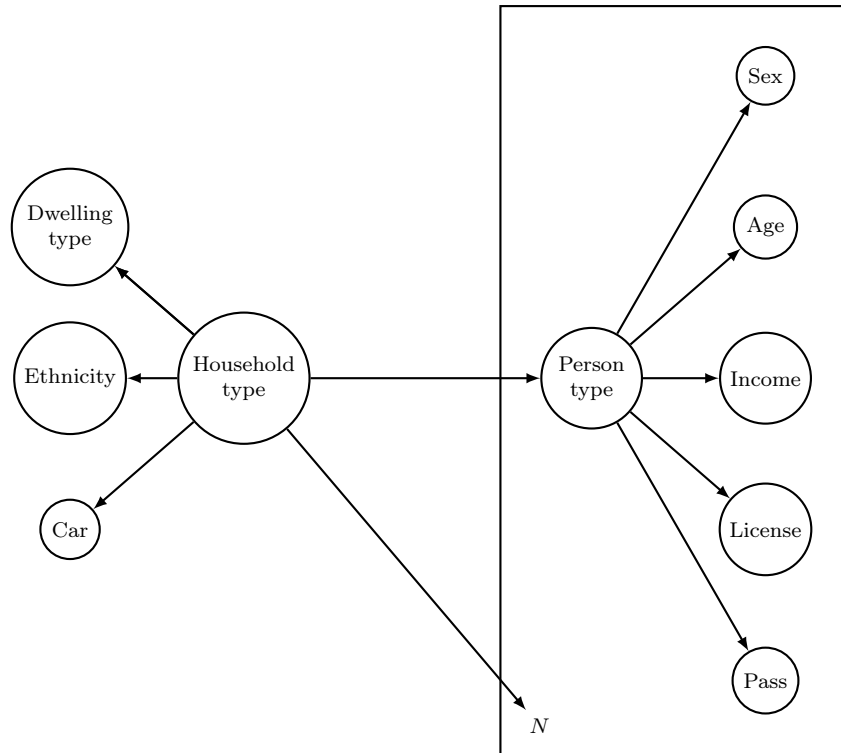 Sex
Dwelling
type
Age
Ethnicity
Household
type
Person
type
Income
Car
License
Pass
N